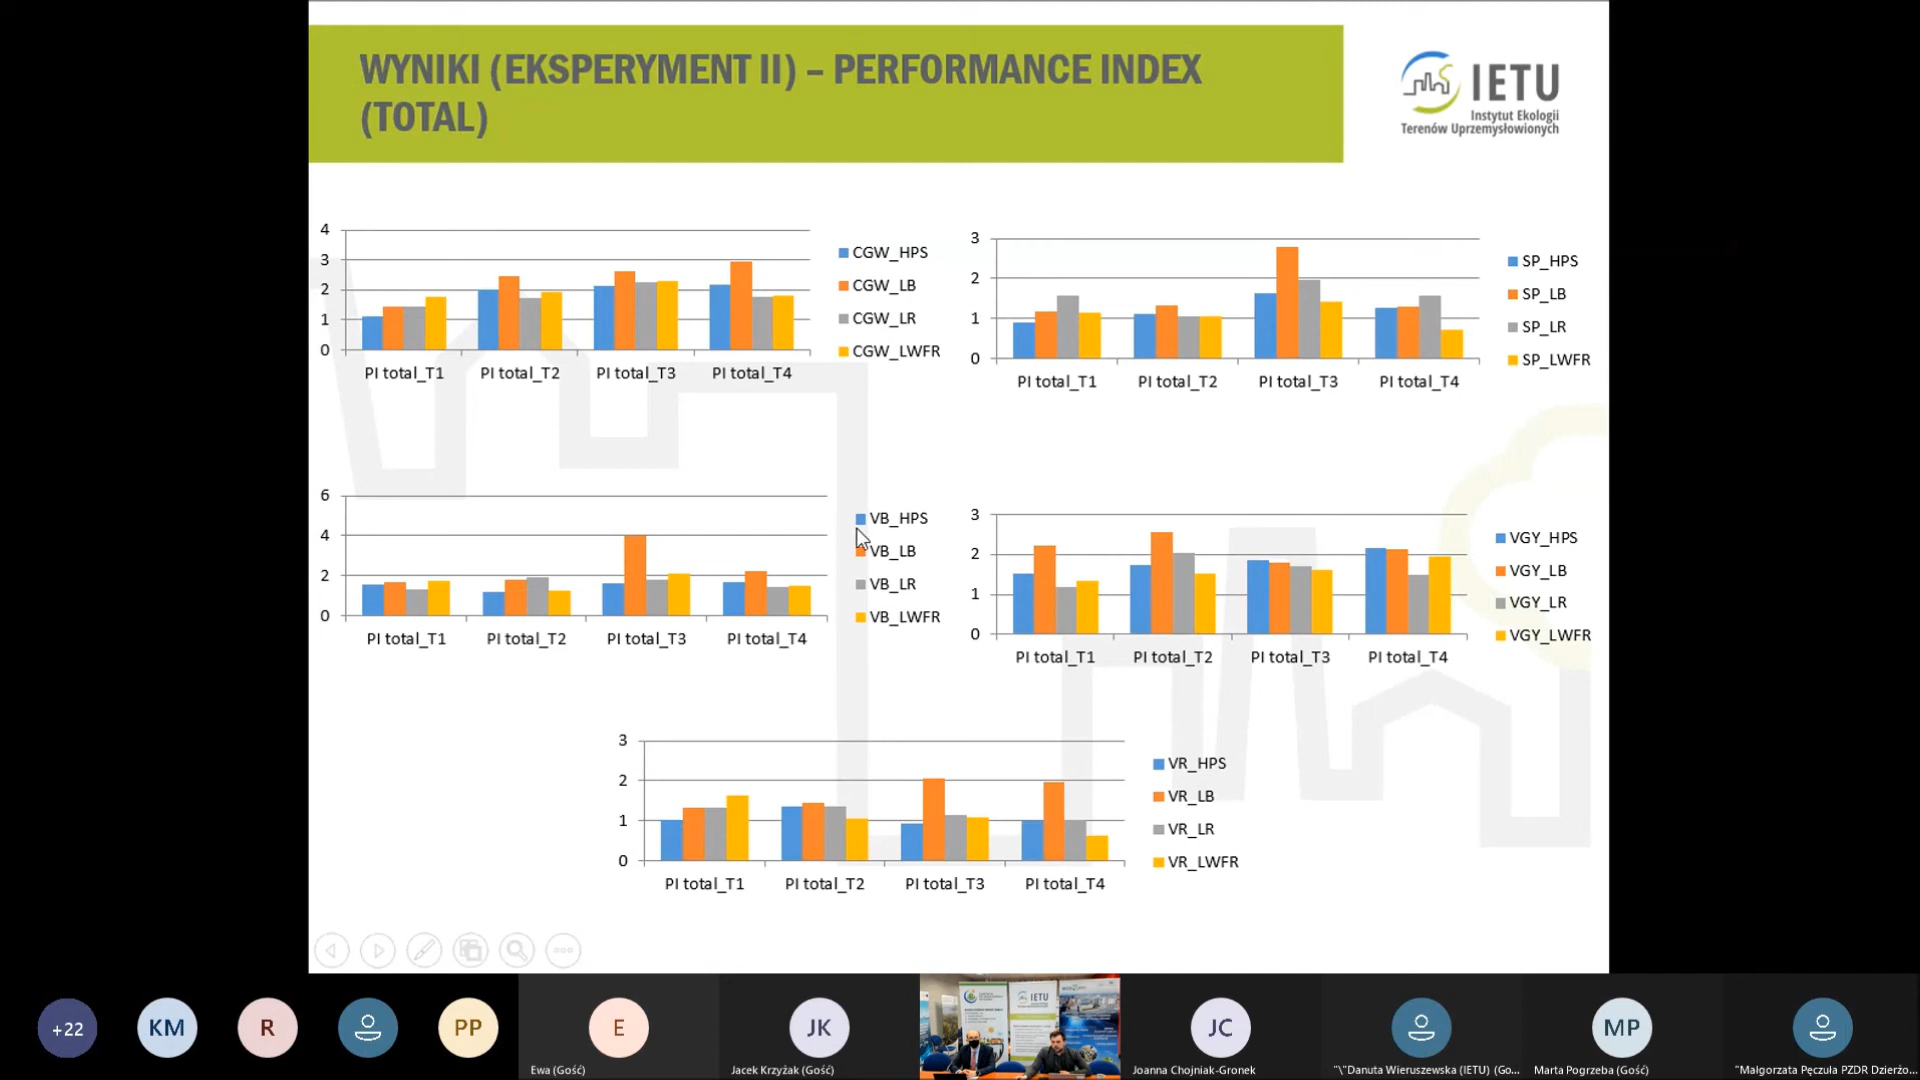 WYNIKI (EKSPERYMENT II) – PERFORMANCE INDEX
(TOTAL)
IETU
Instytut Ekologii
Terenów Uprzemysłowionych
4
3
2
1
0
PI total_T1 PI total_T2 PI total_T3 PI total_T4
CGW_HPS
CGW_LB
CGW_LR
CGW_LWFR
3
2
1
0
PI total_T1 PI total_T2 PI total_T3 PI total_T4
SP_HPS
SP_LB
SP_LR
SP_LWFR
6
4
2
0
PI total_T1 PI total_T2 PI total_T3 PI total_T4
VB_HPS
VB_LB
VB_LR
VB_LWFR
3
2
1
0
PI total_T1 PI total_T2 PI total_T3 PI total_T4
VGY_HPS
VGY_LB
VGY_LR
VGY_LWFR
3
2
1
0
PI total_T1 PI total_T2 PI total_T3 PI total_T4
VR_HPS
VR_LB
VR_LR
VR_LWFR
+22 KM R PP E JK IETU JC MP
Ewa (Gość) Jacek Krzyżak (Gość) Joanna Chojniak-Gronek "\"Danuta Wieruszewska (IETU) (Go... Marta Pogrzeba (Gość) "Małgorzata Pęczuła PZDR Dzierżo...